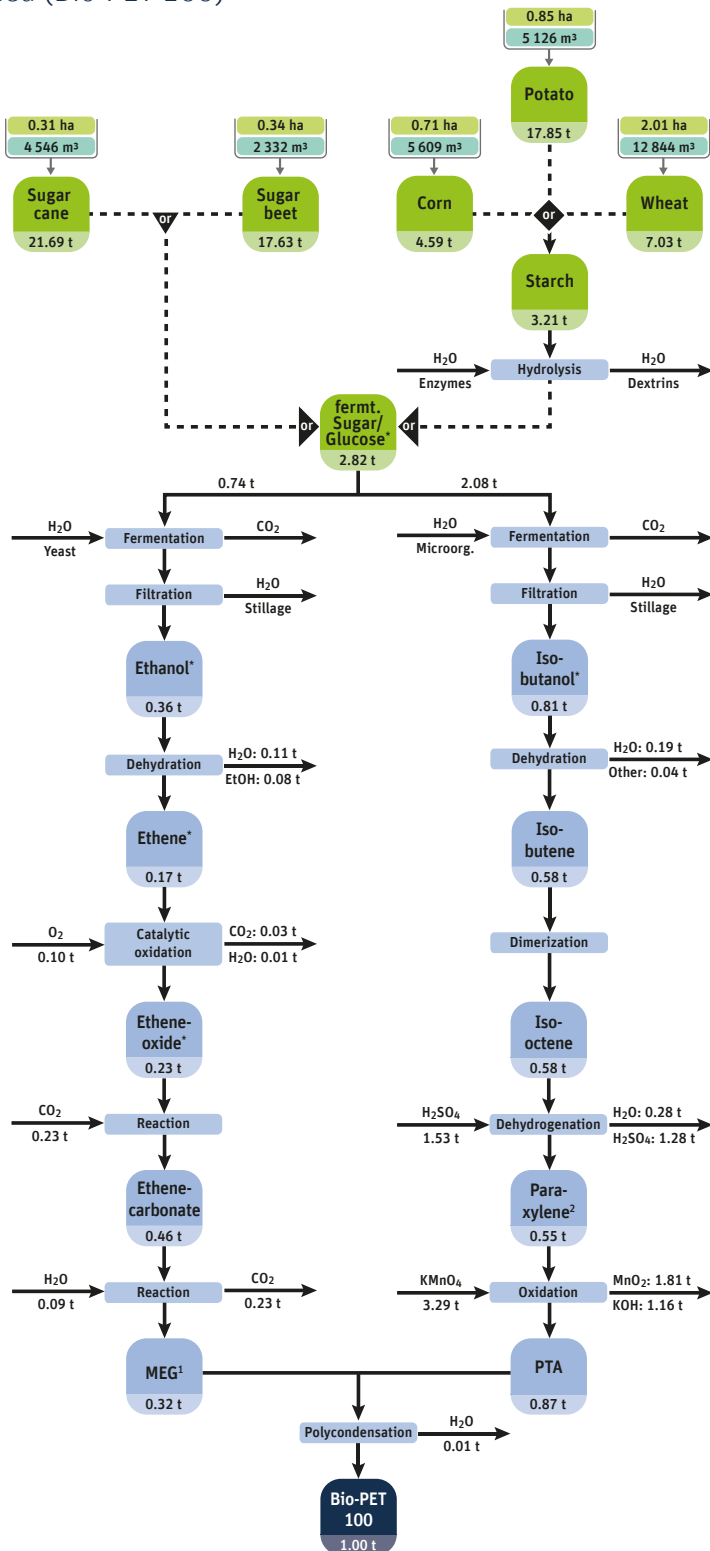 (Bio-PET 100)
0.85 ha
5 126 m³
Potato
17.85 t
0.31 ha
4 546 m³
Sugar
cane
21.69 t
0.34 ha
2 332 m³
Sugar
beet
17.63 t
0.71 ha
5 609 m³
Corn
4.59 t
2.01 ha
12 844 m³
Wheat
7.03 t
or
or
Starch
3.21 t
H₂O
Enzymes
Hydrolysis
H₂O
Dextrins
or
fermt.
Sugar/
Glucose*
2.82 t
or
0.74 t
2.08 t
H₂O
Yeast
Fermentation
CO₂
Filtration
H₂O
Stillage
Ethanol*
0.36 t
Dehydration
H₂O: 0.11 t
EtOH: 0.08 t
Ethene*
0.17 t
O₂
0.10 t
Catalytic
oxidation
CO₂: 0.03 t
H₂O: 0.01 t
Ethene-
oxide*
0.23 t
CO₂
0.23 t
Reaction
Ethene-
carbonate
0.46 t
H₂O
0.09 t
Reaction
CO₂
0.23 t
MEG¹
0.32 t
H₂O
Microorg.
Fermentation
CO₂
Filtration
H₂O
Stillage
Iso-
butanol*
0.81 t
Dehydration
H₂O: 0.19 t
Other: 0.04 t
Iso-
butene
0.58 t
Dimerization
Iso-
octene
0.58 t
H₂SO₄
1.53 t
Dehydrogenation
H₂O: 0.28 t
H₂SO₄: 1.28 t
Para-
xylene²
0.55 t
KMnO₄
3.29 t
Oxidation
MnO₂: 1.81 t
KOH: 1.16 t
PTA
0.87 t
Polycondensation
H₂O
0.01 t
Bio-PET
100
1.00 t